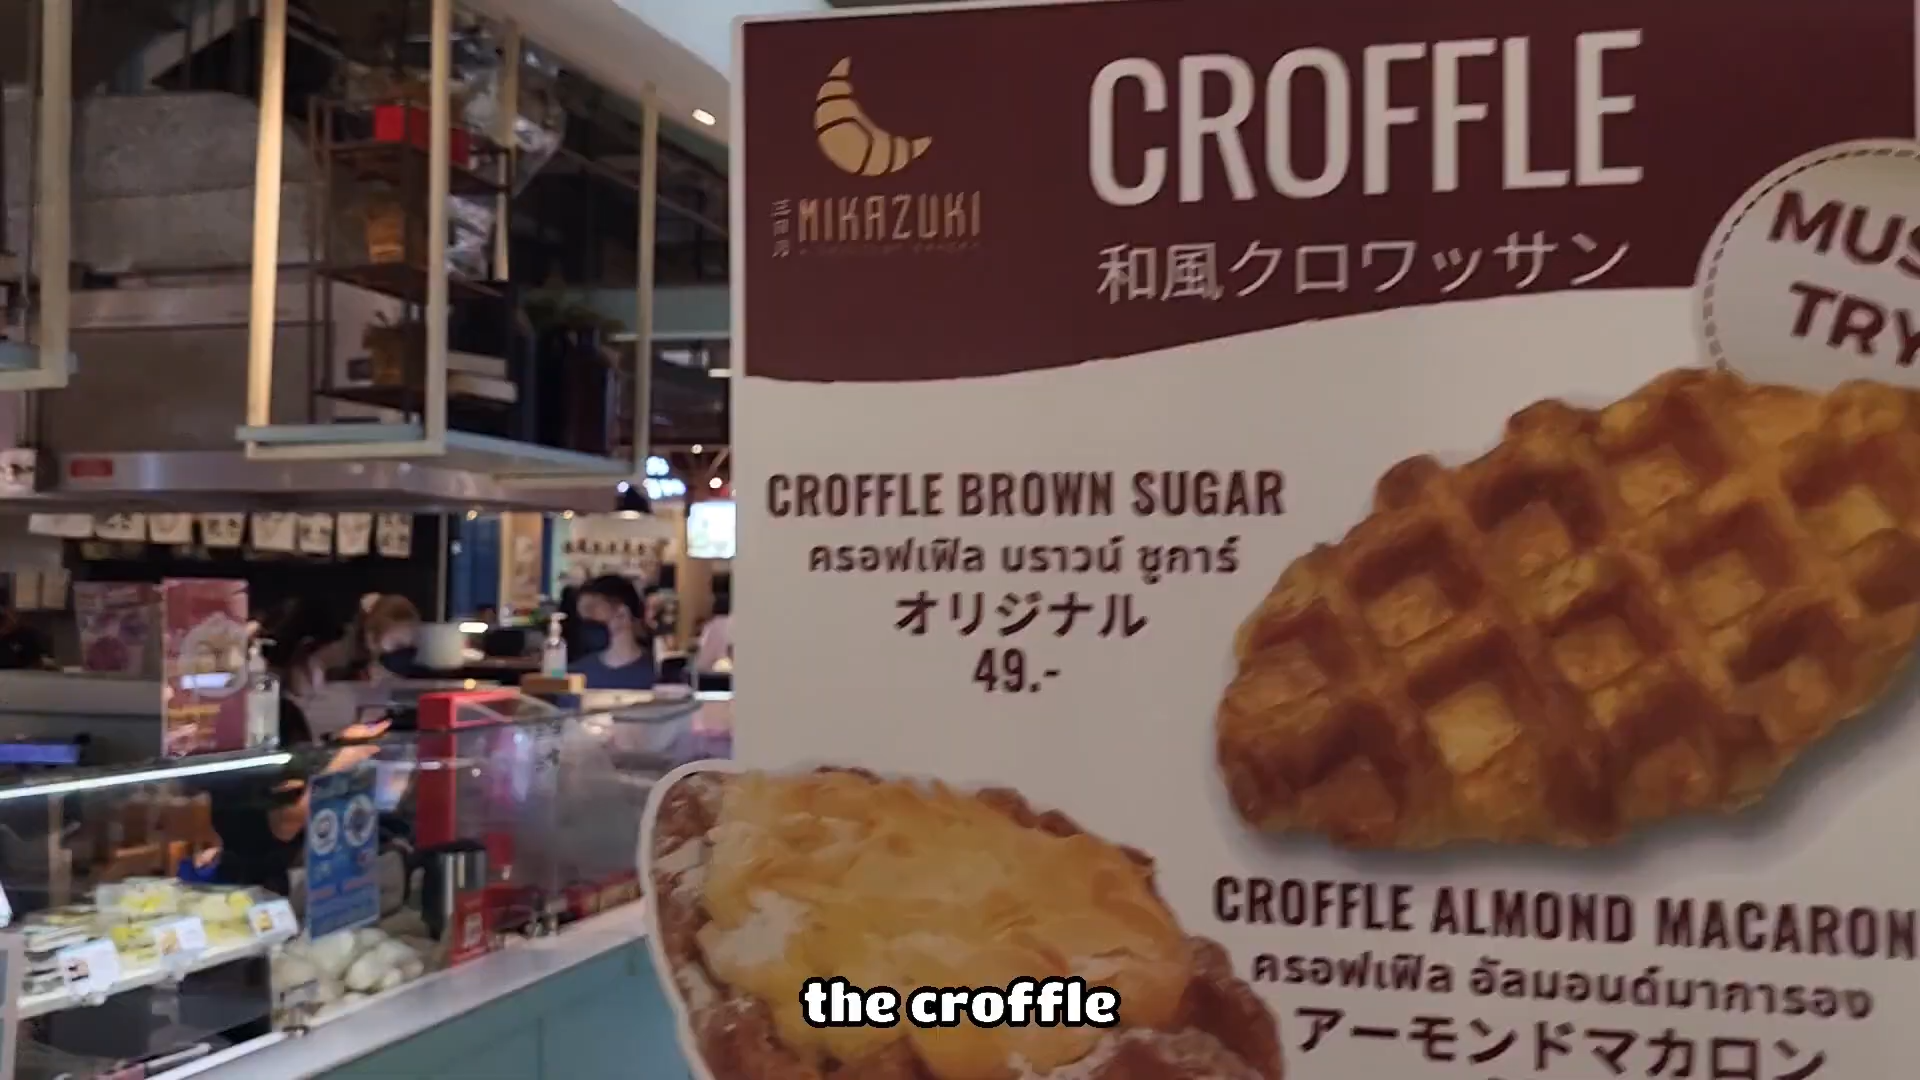 CROFFLE
三日月 MIKAZUKI
和風クロワッサン
MUS
TRY
CROFFLE BROWN SUGAR
ครอฟเฟิล บราวน์ ชูการ์
オリジナル
49.-
CROFFLE ALMOND MACARON
ครอฟเฟิล อัลมอนด์มาการอง
アーモンドマカロン
the croffle